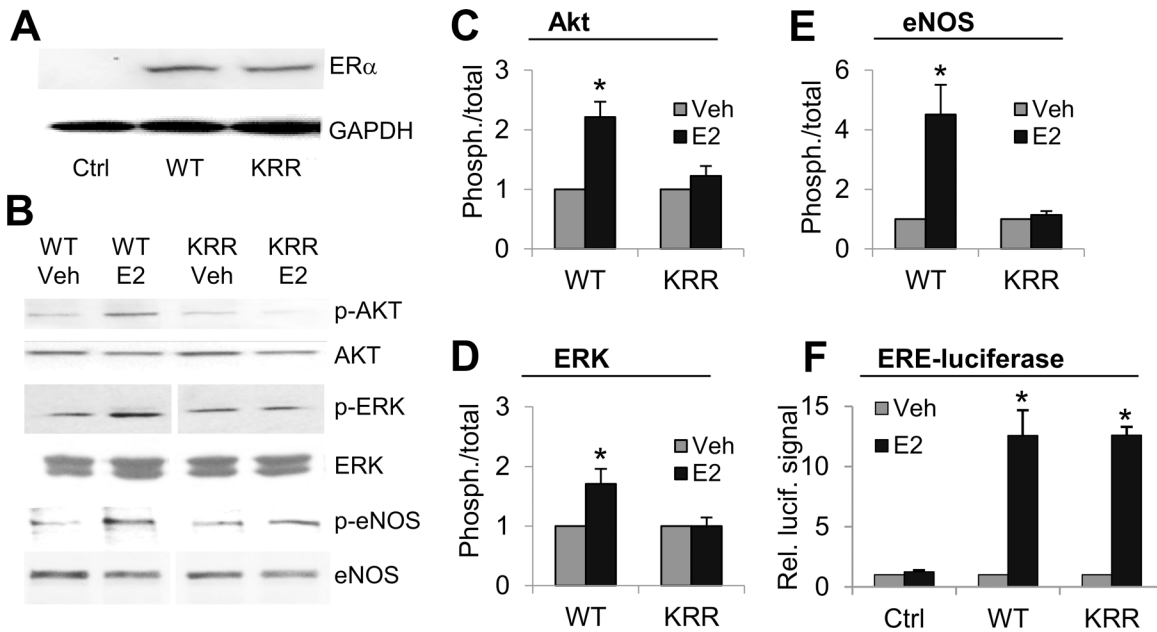 A
ERα
GAPDH
Ctrl WT KRR
B
WT WT KRR KRR
Veh E2 Veh E2
p-AKT
AKT
p-ERK
ERK
p-eNOS
eNOS
C Akt
Phosph./total
3
2
1
0
*
Veh
E2
WT KRR
D ERK
Phosph./total
3
2
1
0
*
Veh
E2
WT KRR
E eNOS
Phosph./total
6
4
2
0
*
Veh
E2
WT KRR
F ERE-luciferase
Rel. lucif. signal
15
10
5
0
Veh
E2
* *
Ctrl WT KRR